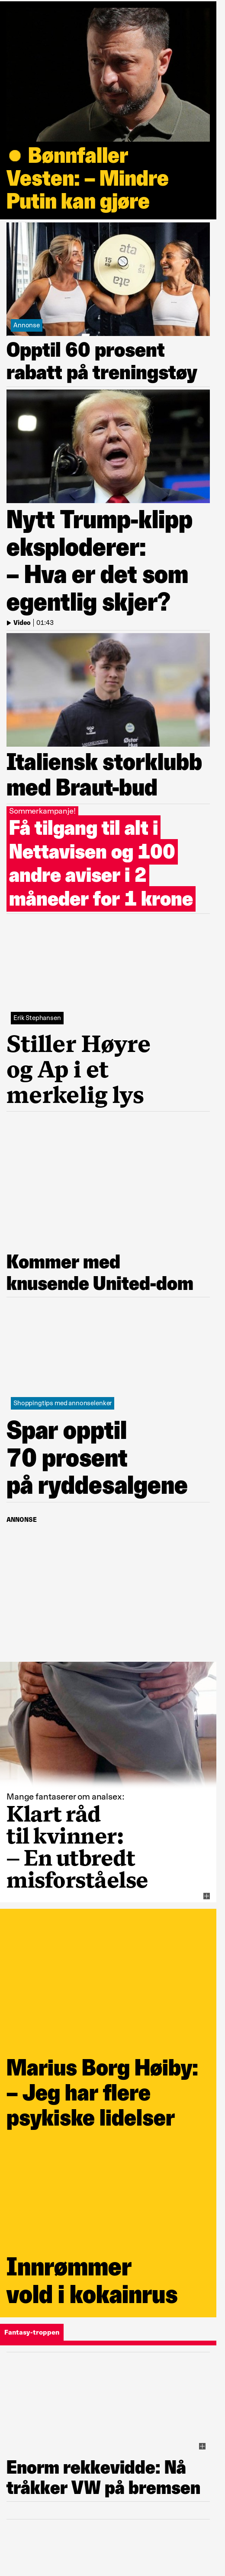 Bønnfaller
Vesten: – Mindre
Putin kan gjøre
ata
15
ata
Annonse
Opptil 60 prosent
rabatt på treningstøy
Nytt Trump-klipp
eksploderer:
– Hva er det som
egentlig skjer?
Video | 01:43
Italiensk storklubb
med Braut-bud
Sommerkampanje!
Få tilgang til alt i
Nettavisen og 100
andre aviser i 2
måneder for 1 krone
Erik Stephansen
Stiller Høyre
og Ap i et
merkelig lys
Kommer med
knusende United-dom
Shoppingtips med annonselenker
Spar opptil
70 prosent
på ryddesalgene
ANNONSE
Mange fantaserer om analsex:
Klart råd
til kvinner:
– En utbredt
misforståelse
Marius Borg Høiby:
– Jeg har flere
psykiske lidelser
Innrømmer
vold i kokainrus
Fantasy-troppen
Enorm rekkevidde: Nå
tråkker VW på bremsen